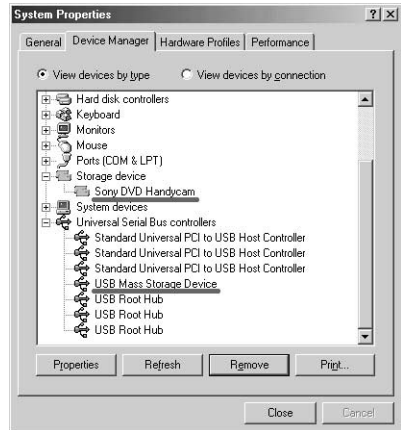 System Properties
General Device Manager Hardware Profiles Performance
View devices by type View devices by connection
Hard disk controllers
Keyboard
Monitors
Mouse
Ports (COM & LPT)
Storage device
Sony DVD Handycam
System devices
Universal Serial Bus controllers
Standard Universal PCI to USB Host Controller
Standard Universal PCI to USB Host Controller
Standard Universal PCI to USB Host Controller
USB Mass Storage Device
USB Root Hub
USB Root Hub
USB Root Hub
Properties Refresh Remove Print...
Close Cancel